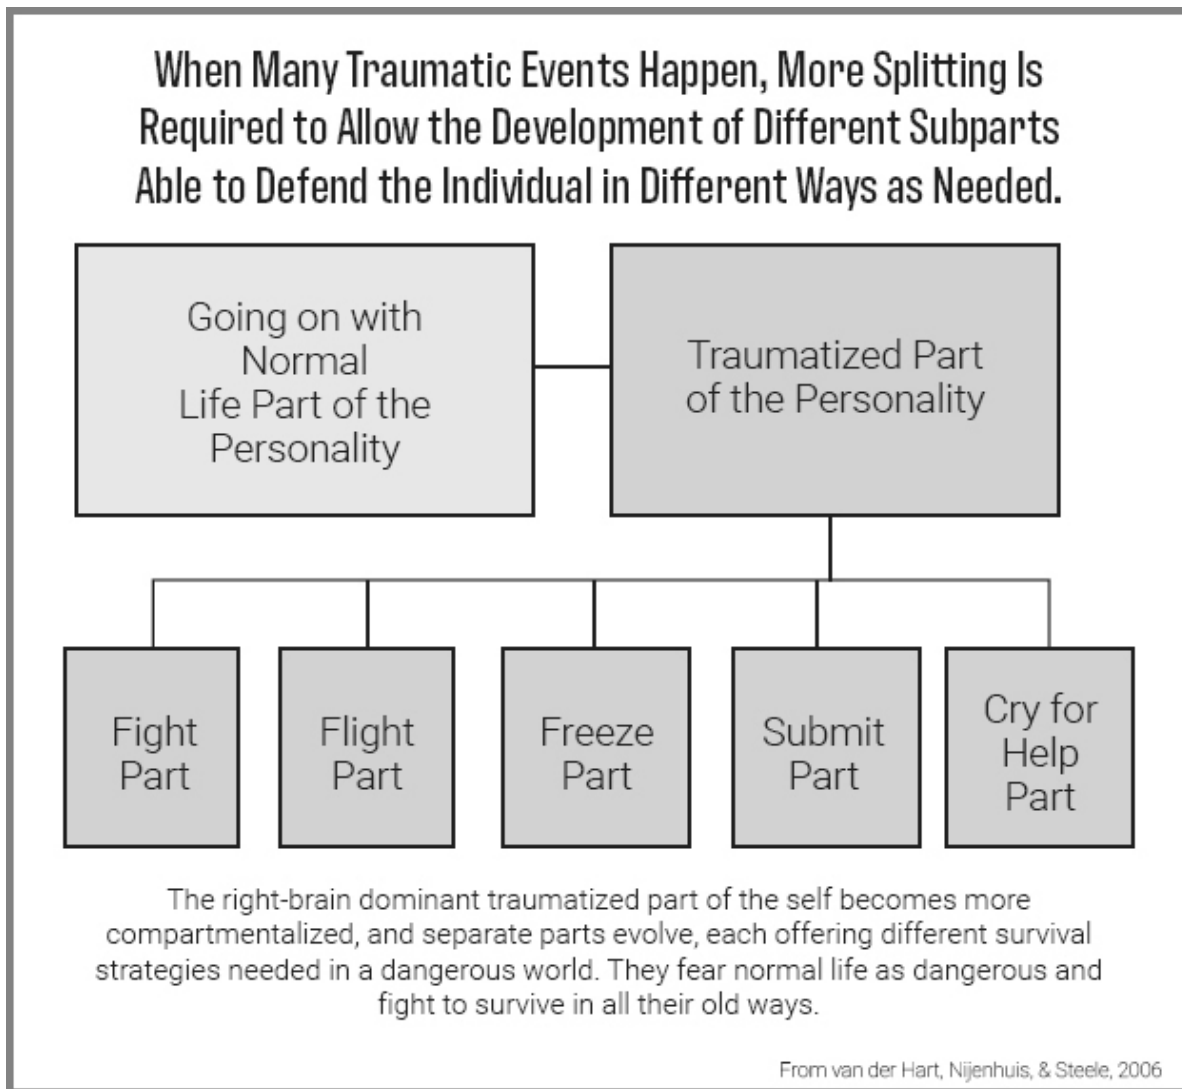 When Many Traumatic Events Happen, More Splitting Is
Required to Allow the Development of Different Subparts
Able to Defend the Individual in Different Ways as Needed.
Going on with
Normal
Life Part of the
Personality
Traumatized Part
of the Personality
Fight
Part
Flight
Part
Freeze
Part
Submit
Part
Cry for
Help
Part
The right-brain dominant traumatized part of the self becomes more
compartmentalized, and separate parts evolve, each offering different survival
strategies needed in a dangerous world. They fear normal life as dangerous and
fight to survive in all their old ways.
From van der Hart, Nijenhuis, & Steele, 2006